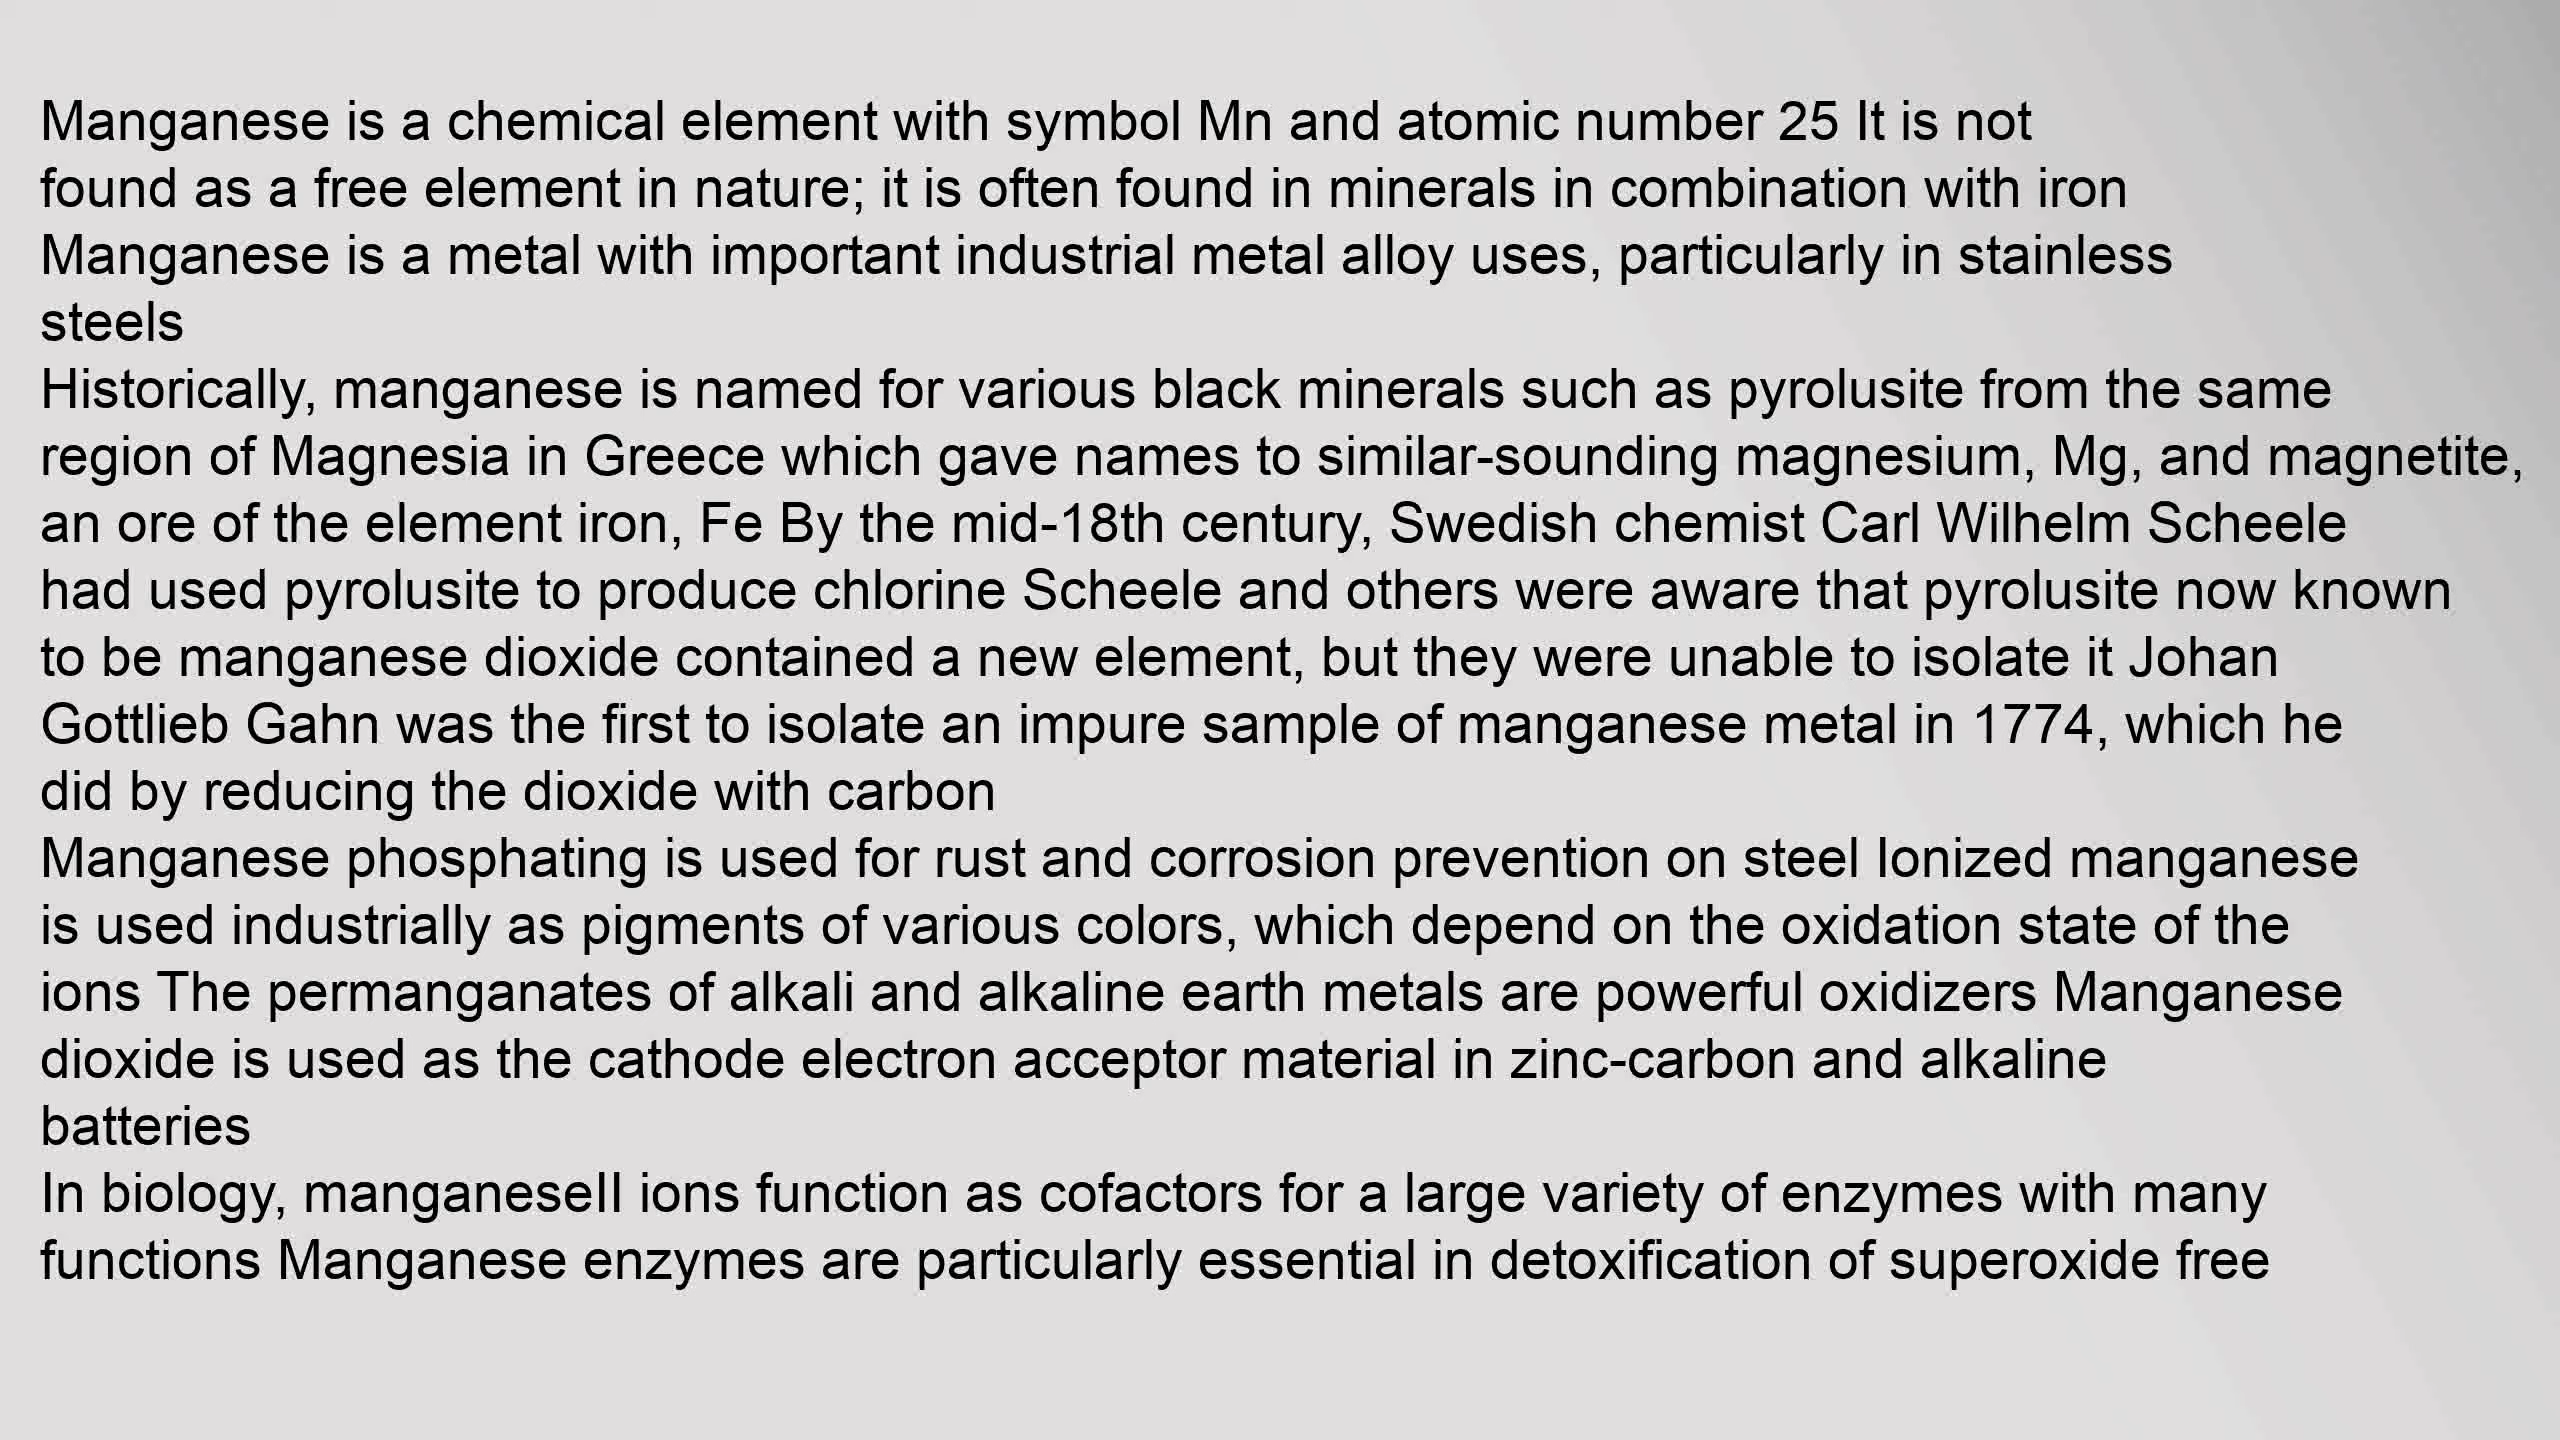 Manganese is a chemical element with symbol Mn and atomic number 25 It is not
found as a free element in nature; it is often found in minerals in combination with iron
Manganese is a metal with important industrial metal alloy uses, particularly in stainless
steels
Historically, manganese is named for various black minerals such as pyrolusite from the same
region of Magnesia in Greece which gave names to similar-sounding magnesium, Mg, and magnetite,
an ore of the element iron, Fe By the mid-18th century, Swedish chemist Carl Wilhelm Scheele
had used pyrolusite to produce chlorine Scheele and others were aware that pyrolusite now known
to be manganese dioxide contained a new element, but they were unable to isolate it Johan
Gottlieb Gahn was the first to isolate an impure sample of manganese metal in 1774, which he
did by reducing the dioxide with carbon
Manganese phosphating is used for rust and corrosion prevention on steel Ionized manganese
is used industrially as pigments of various colors, which depend on the oxidation state of the
ions The permanganates of alkali and alkaline earth metals are powerful oxidizers Manganese
dioxide is used as the cathode electron acceptor material in zinc-carbon and alkaline
batteries
In biology, manganeseII ions function as cofactors for a large variety of enzymes with many
functions Manganese enzymes are particularly essential in detoxification of superoxide free